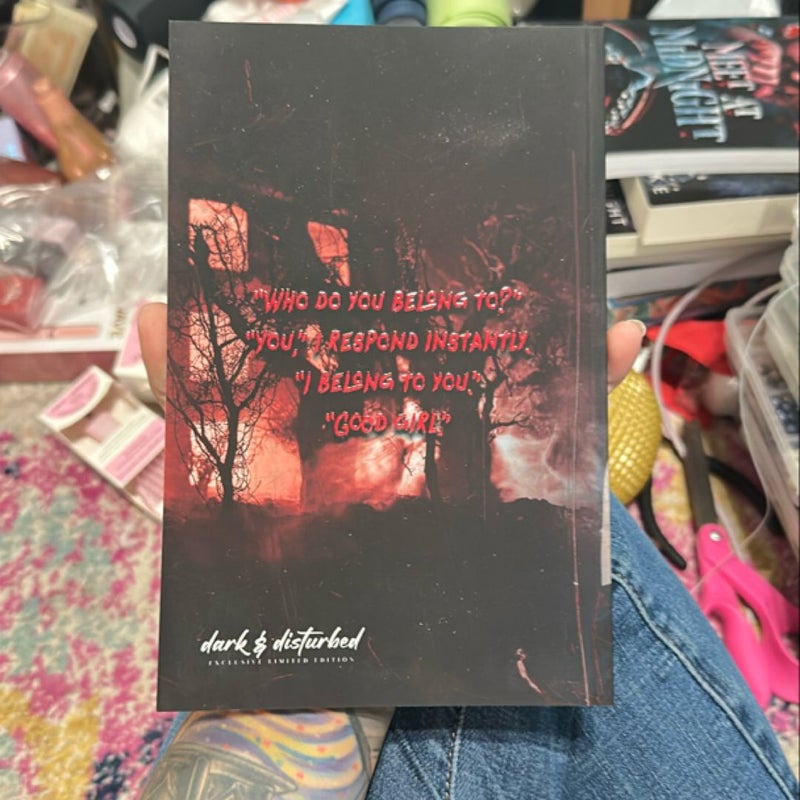 "WHO DO YOU BELONG TO?"
"YOU," I RESPOND INSTANTLY.
"I BELONG TO YOU."
"GOOD GIRL"
dark & disturbed
EXCLUSIVE LIMITED EDITION
MEET AT
MIDNIGHT